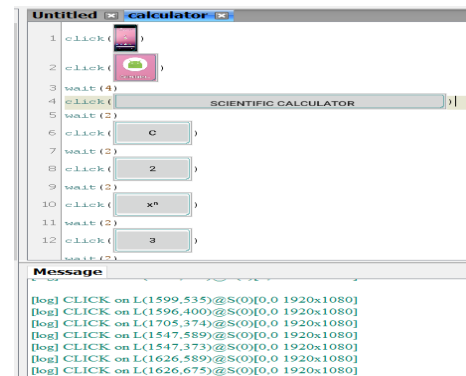 Untitled calculator
1 click( )
2 click( )
3 wait(4)
4 click( SCIENTIFIC CALCULATOR )
5 wait(2)
6 click( C )
7 wait(2)
8 click( 2 )
9 wait(2)
10 click( xⁿ )
11 wait(2)
12 click( 3 )
wait(2)
Message
[log] CLICK on L(1599,535)@S(0)[0,0 1920x1080]
[log] CLICK on L(1596,400)@S(0)[0,0 1920x1080]
[log] CLICK on L(1705,374)@S(0)[0,0 1920x1080]
[log] CLICK on L(1547,589)@S(0)[0,0 1920x1080]
[log] CLICK on L(1547,373)@S(0)[0,0 1920x1080]
[log] CLICK on L(1626,589)@S(0)[0,0 1920x1080]
[log] CLICK on L(1626,675)@S(0)[0,0 1920x1080]